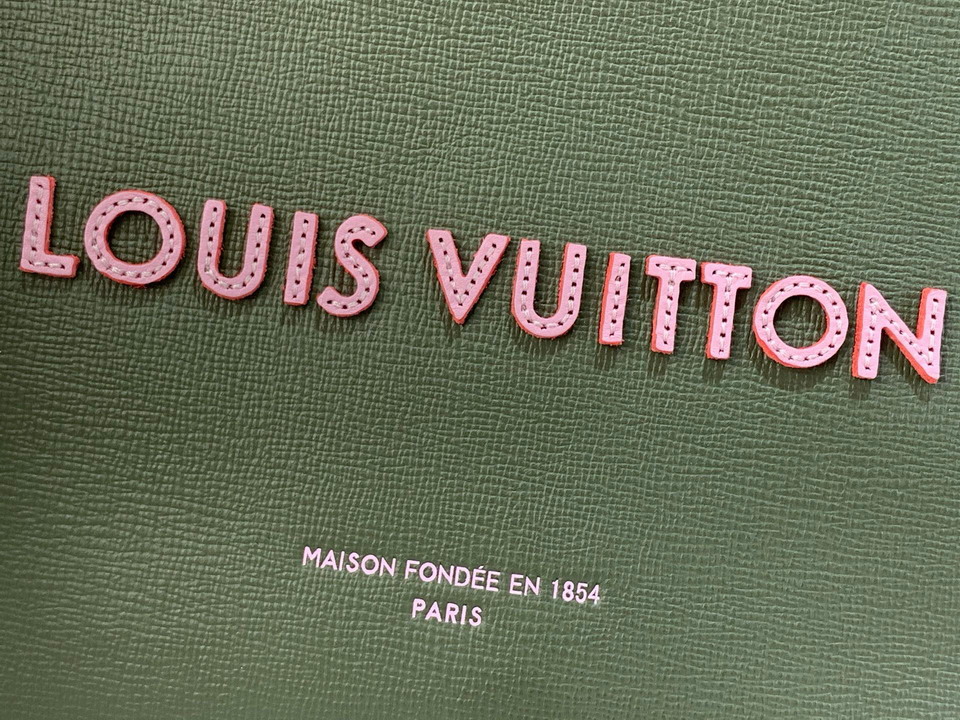 LOUIS VUITTON
MAISON FONDÉE EN 1854
PARIS